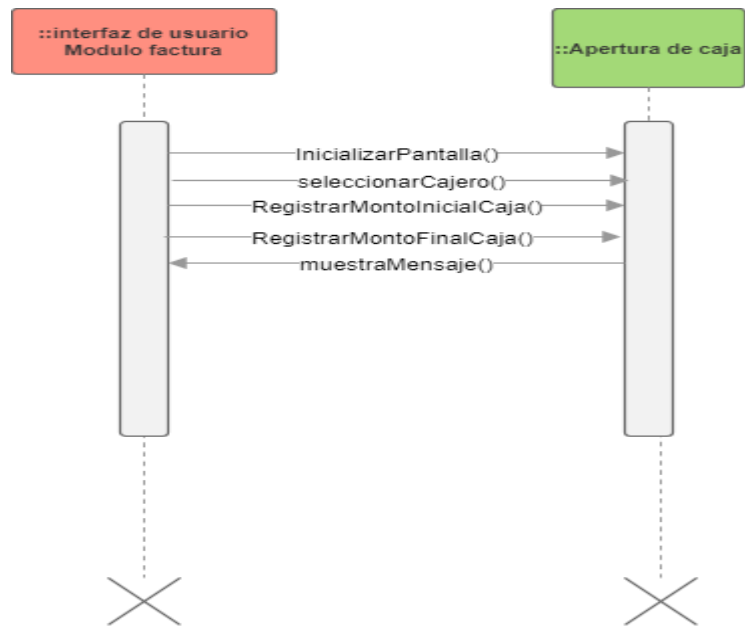 ::interfaz de usuario
Modulo factura
::Apertura de caja
InicializarPantalla()
seleccionarCajero()
RegistrarMontoInicialCaja()
RegistrarMontoFinalCaja()
muestraMensaje()